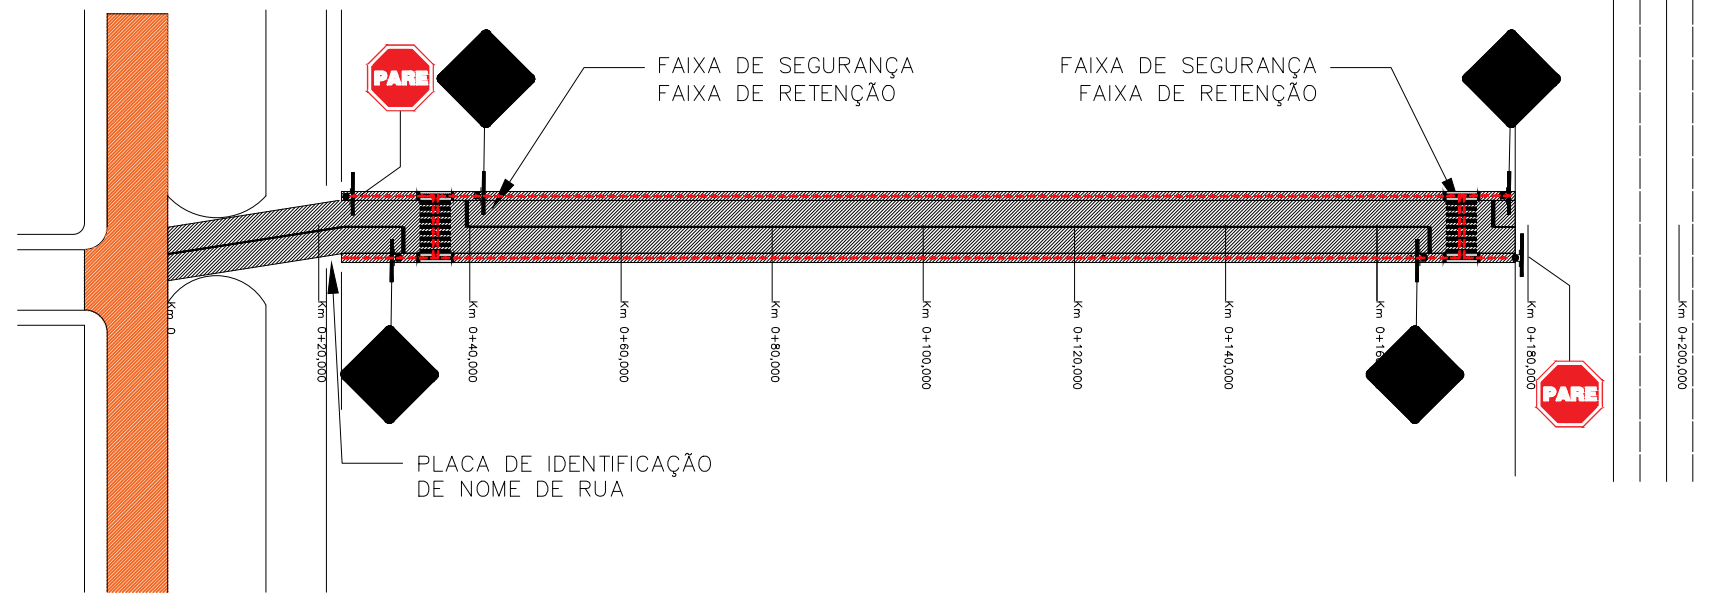 PARE
FAIXA DE SEGURANÇA
FAIXA DE RETENÇÃO
FAIXA DE SEGURANÇA
FAIXA DE RETENÇÃO
Km 0
Km 0+20,000
Km 0+40,000
Km 0+60,000
Km 0+80,000
Km 0+100,000
Km 0+120,000
Km 0+140,000
Km 0+16
Km 0+180,000
Km 0+200,000
PARE
PLACA DE IDENTIFICAÇÃO
DE NOME DE RUA